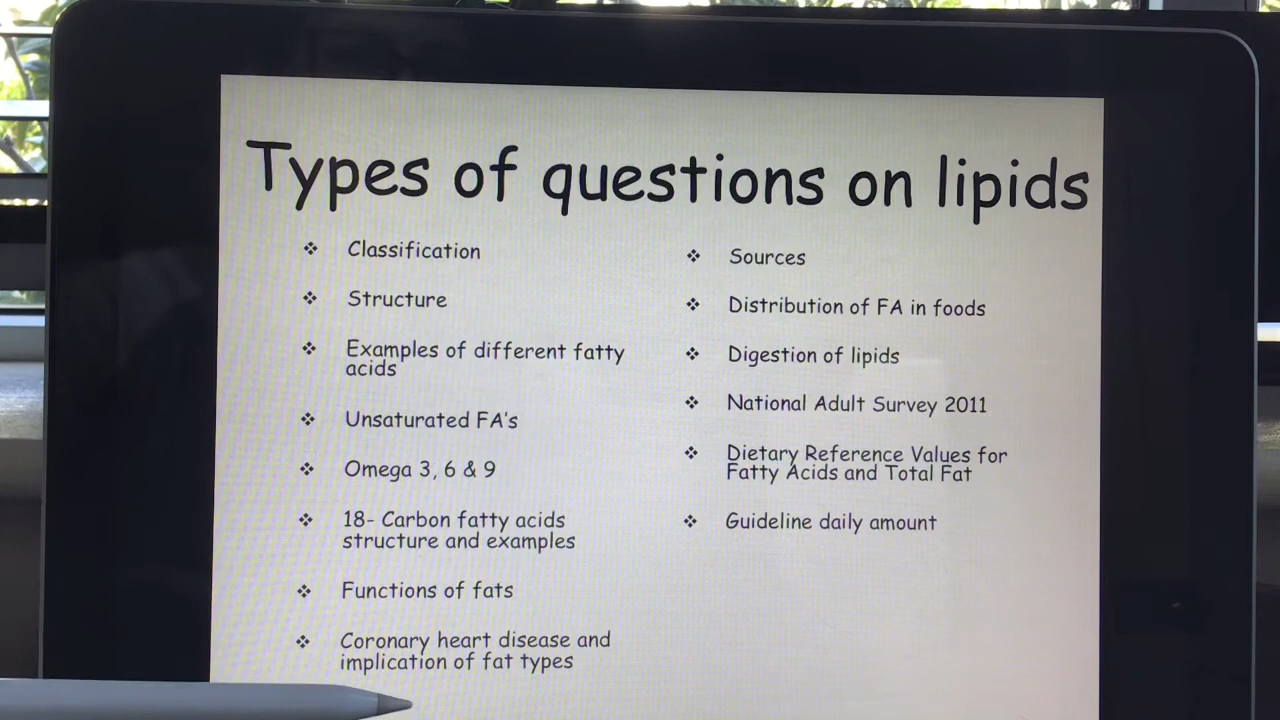 Types of questions on lipids
Classification
Structure
Examples of different fatty
acids
Unsaturated FA's
Omega 3, 6 & 9
18- Carbon fatty acids
structure and examples
Functions of fats
Coronary heart disease and
implication of fat types
Sources
Distribution of FA in foods
Digestion of lipids
National Adult Survey 2011
Dietary Reference Values for
Fatty Acids and Total Fat
Guideline daily amount